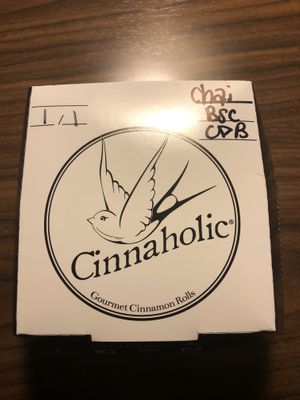 1 / 1
Chai
BSC
CDB
Cinnaholic®
Gourmet Cinnamon Rolls